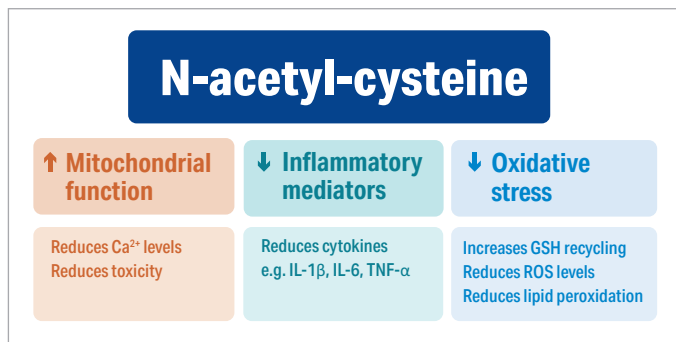 N-acetyl-cysteine
↑ Mitochondrial
function
Reduces Ca²⁺ levels
Reduces toxicity
↓ Inflammatory
mediators
Reduces cytokines
e.g. IL-1β, IL-6, TNF-α
↓ Oxidative
stress
Increases GSH recycling
Reduces ROS levels
Reduces lipid peroxidation